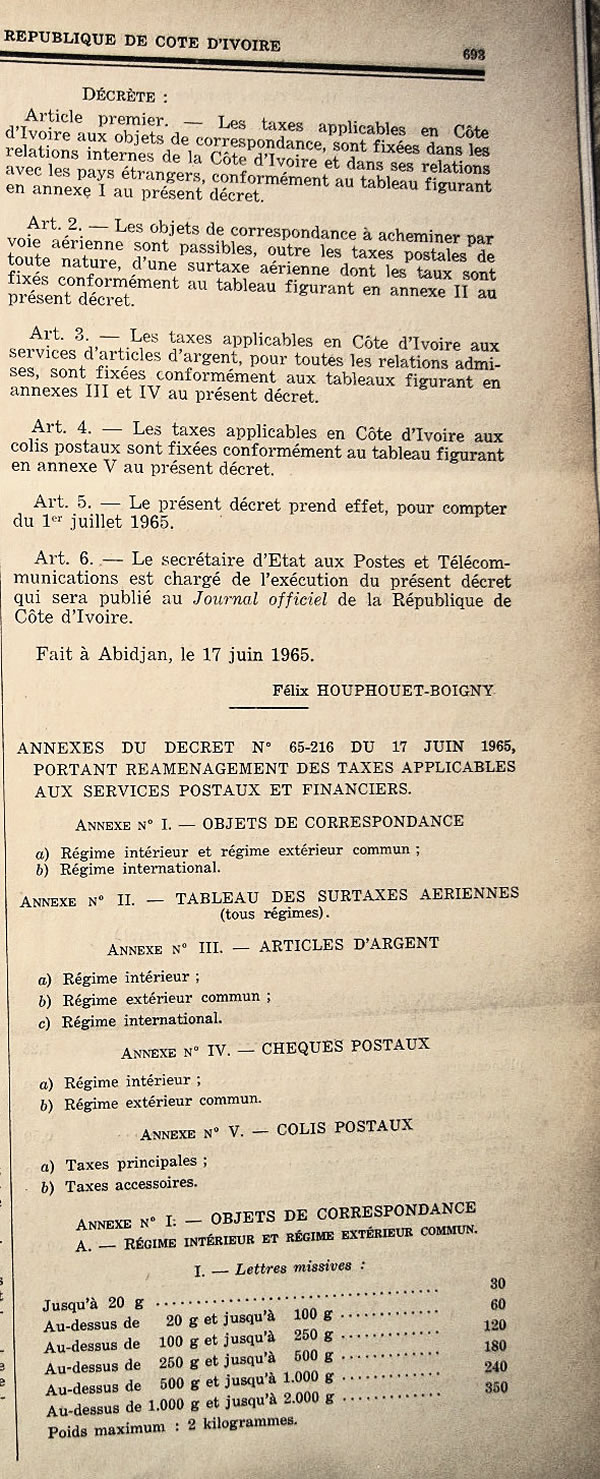 REPUBLIQUE DE COTE D'IVOIRE
693
DÉCRÈTE :
Article premier. — Les taxes applicables en Côte
d'Ivoire aux objets de correspondance, sont fixées dans les
relations internes de la Côte d'Ivoire et dans ses relations
avec les pays étrangers, conformément au tableau figurant
en annexe I au présent décret.
Art. 2. — Les objets de correspondance à acheminer par
voie aérienne sont passibles, outre les taxes postales de
toute nature, d'une surtaxe aérienne dont les taux sont
fixés conformément au tableau figurant en annexe II au
présent décret.
Art. 3. — Les taxes applicables en Côte d'Ivoire aux
services d'articles d'argent, pour toutes les relations admi-
ses, sont fixées conformément aux tableaux figurant en
annexes III et IV au présent décret.
Art. 4. — Les taxes applicables en Côte d'Ivoire aux
colis postaux sont fixées conformément au tableau figurant
en annexe V au présent décret.
Art. 5. — Le présent décret prend effet, pour compter
du 1er juillet 1965.
Art. 6. — Le secrétaire d'Etat aux Postes et Télécom-
munications est chargé de l'exécution du présent décret
qui sera publié au Journal officiel de la République de
Côte d'Ivoire.
Fait à Abidjan, le 17 juin 1965.
Félix HOUPHOUET-BOIGNY
ANNEXES DU DECRET N° 65-216 DU 17 JUIN 1965,
PORTANT REAMENAGEMENT DES TAXES APPLICABLES
AUX SERVICES POSTAUX ET FINANCIERS.
ANNEXE N° I. — OBJETS DE CORRESPONDANCE
a) Régime intérieur et régime extérieur commun ;
b) Régime international.
ANNEXE N° II. — TABLEAU DES SURTAXES AERIENNES
(tous régimes).
ANNEXE N° III. — ARTICLES D'ARGENT
a) Régime intérieur ;
b) Régime extérieur commun ;
c) Régime international.
ANNEXE N° IV. — CHEQUES POSTAUX
a) Régime intérieur ;
b) Régime extérieur commun.
ANNEXE N° V. — COLIS POSTAUX
a) Taxes principales ;
b) Taxes accessoires.
ANNEXE N° I. — OBJETS DE CORRESPONDANCE
A. — RÉGIME INTÉRIEUR ET RÉGIME EXTÉRIEUR COMMUN.
I. — Lettres missives :
Jusqu'à 20 g ........................ 30
Au-dessus de 20 g et jusqu'à 100 g ............ 60
Au-dessus de 100 g et jusqu'à 250 g ............ 120
Au-dessus de 250 g et jusqu'à 500 g ............ 180
Au-dessus de 500 g et jusqu'à 1.000 g ............ 240
Au-dessus de 1.000 g et jusqu'à 2.000 g ............ 350
Poids maximum : 2 kilogrammes.